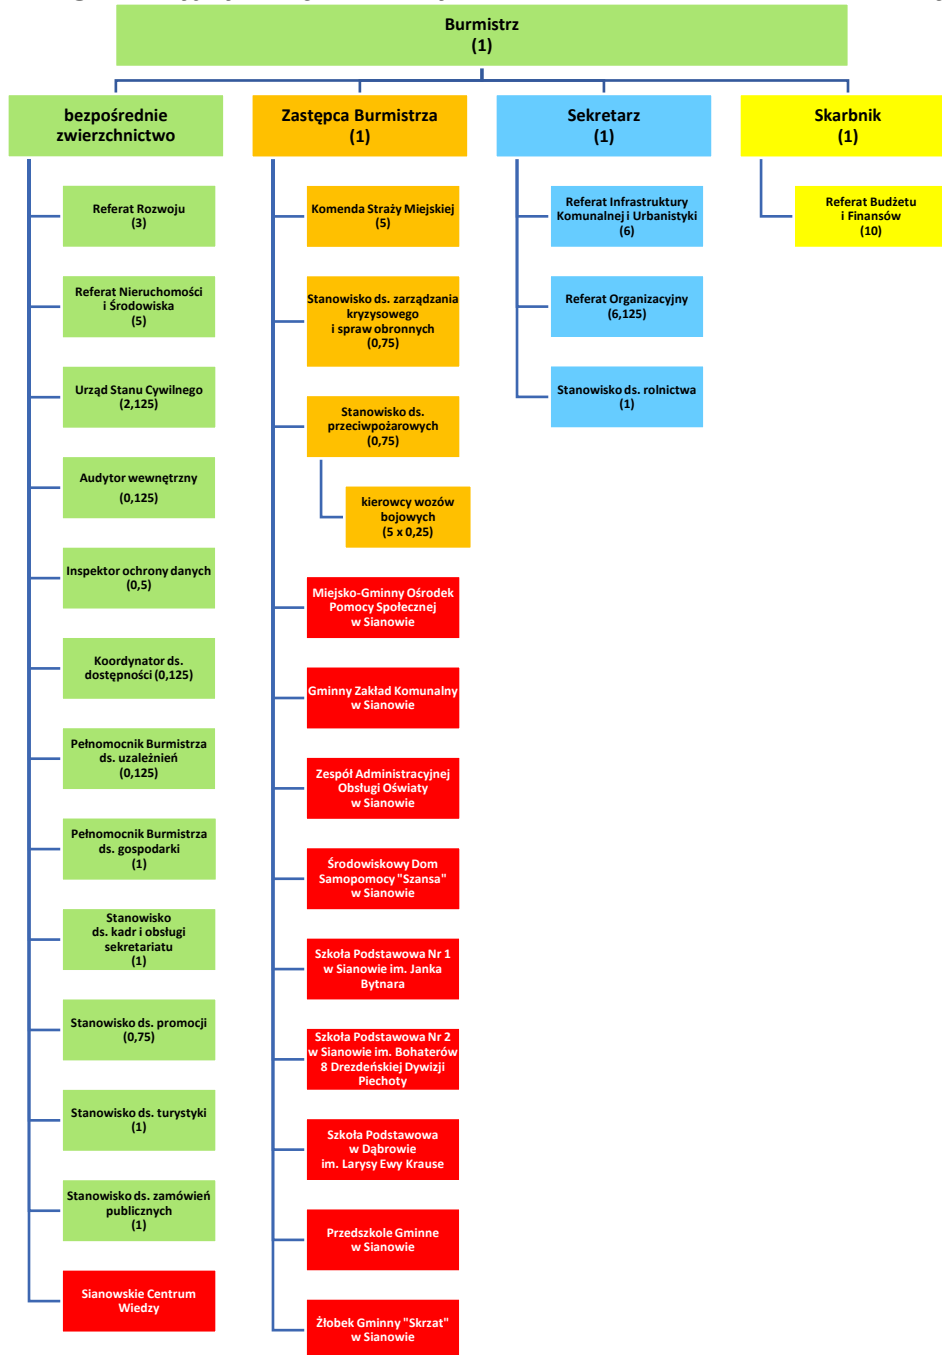 Burmistrz
(1)
bezpośrednie
zwierzchnictwo
Zastępca Burmistrza
(1)
Sekretarz
(1)
Skarbnik
(1)
Referat Rozwoju
(3)
Referat Nieruchomości
i Środowiska
(5)
Urząd Stanu Cywilnego
(2,125)
Audytor wewnętrzny
(0,125)
Inspektor ochrony danych
(0,5)
Koordynator ds.
dostępności (0,125)
Pełnomocnik Burmistrza
ds. uzależnień
(0,125)
Pełnomocnik Burmistrza
ds. gospodarki
(1)
Stanowisko
ds. kadr i obsługi
sekretariatu
(1)
Stanowisko ds. promocji
(0,75)
Stanowisko ds. turystyki
(1)
Stanowisko ds. zamówień
publicznych
(1)
Sianowskie Centrum
Wiedzy
Komenda Straży Miejskiej
(5)
Stanowisko ds. zarządzania
kryzysowego
i spraw obronnych
(0,75)
Stanowisko ds.
przeciwpożarowych
(0,75)
kierowcy wozów
bojowych
(5 x 0,25)
Miejsko-Gminny Ośrodek
Pomocy Społecznej
w Sianowie
Gminny Zakład Komunalny
w Sianowie
Zespół Administracyjnej
Obsługi Oświaty
w Sianowie
Środowiskowy Dom
Samopomocy "Szansa"
w Sianowie
Szkoła Podstawowa Nr 1
w Sianowie im. Janka
Bytnara
Szkoła Podstawowa Nr 2
w Sianowie im. Bohaterów
8 Drezdeńskiej Dywizji
Piechoty
Szkoła Podstawowa
w Dąbrowie
im. Larysy Ewy Krause
Przedszkole Gminne
w Sianowie
Żłobek Gminny "Skrzat"
w Sianowie
Referat Infrastruktury
Komunalnej i Urbanistyki
(6)
Referat Organizacyjny
(6,125)
Stanowisko ds. rolnictwa
(1)
Referat Budżetu
i Finansów
(10)